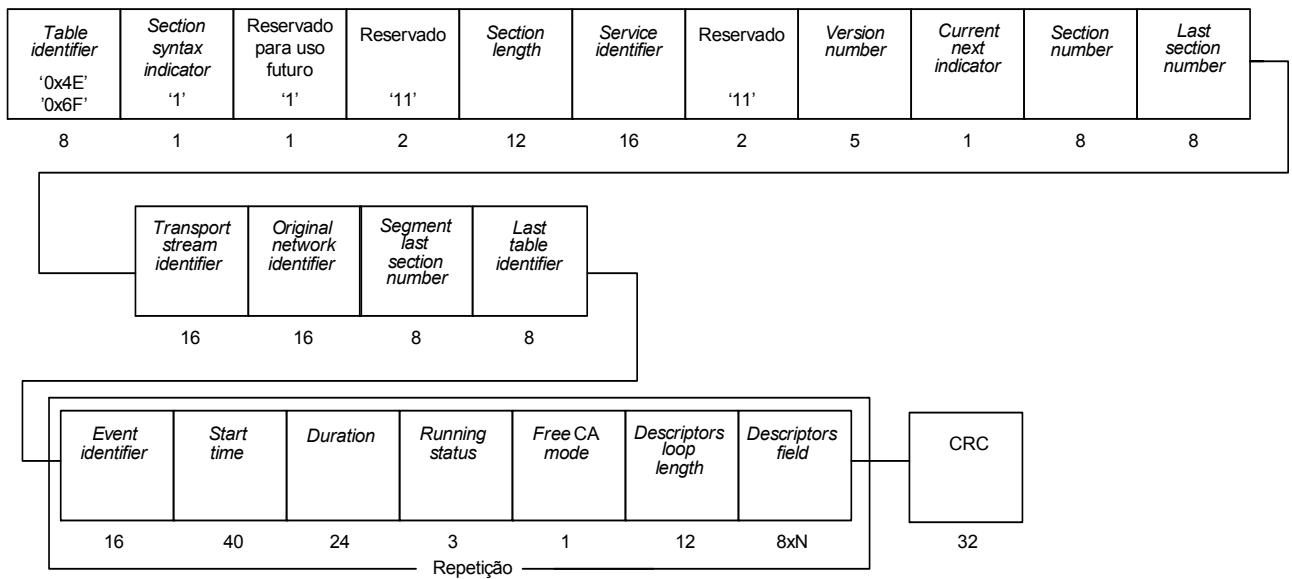 Table
identifier
‘0x4E’
'0x6F’
Section
syntax
indicator
‘1’
Reservado
para uso
futuro
‘1’
Reservado
‘11’
Section
length
Service
identifier
Reservado
‘11’
Version
number
Current
next
indicator
Section
number
Last
section
number
8
1
1
2
12
16
2
5
1
8
8
Transport
stream
identifier
Original
network
identifier
Segment
last
section
number
Last
table
identifier
16
16
8
8
Event
identifier
Start
time
Duration
Running
status
Free CA
mode
Descriptors
loop
length
Descriptors
field
CRC
16
40
24
3
1
12
8xN
32
Repetição